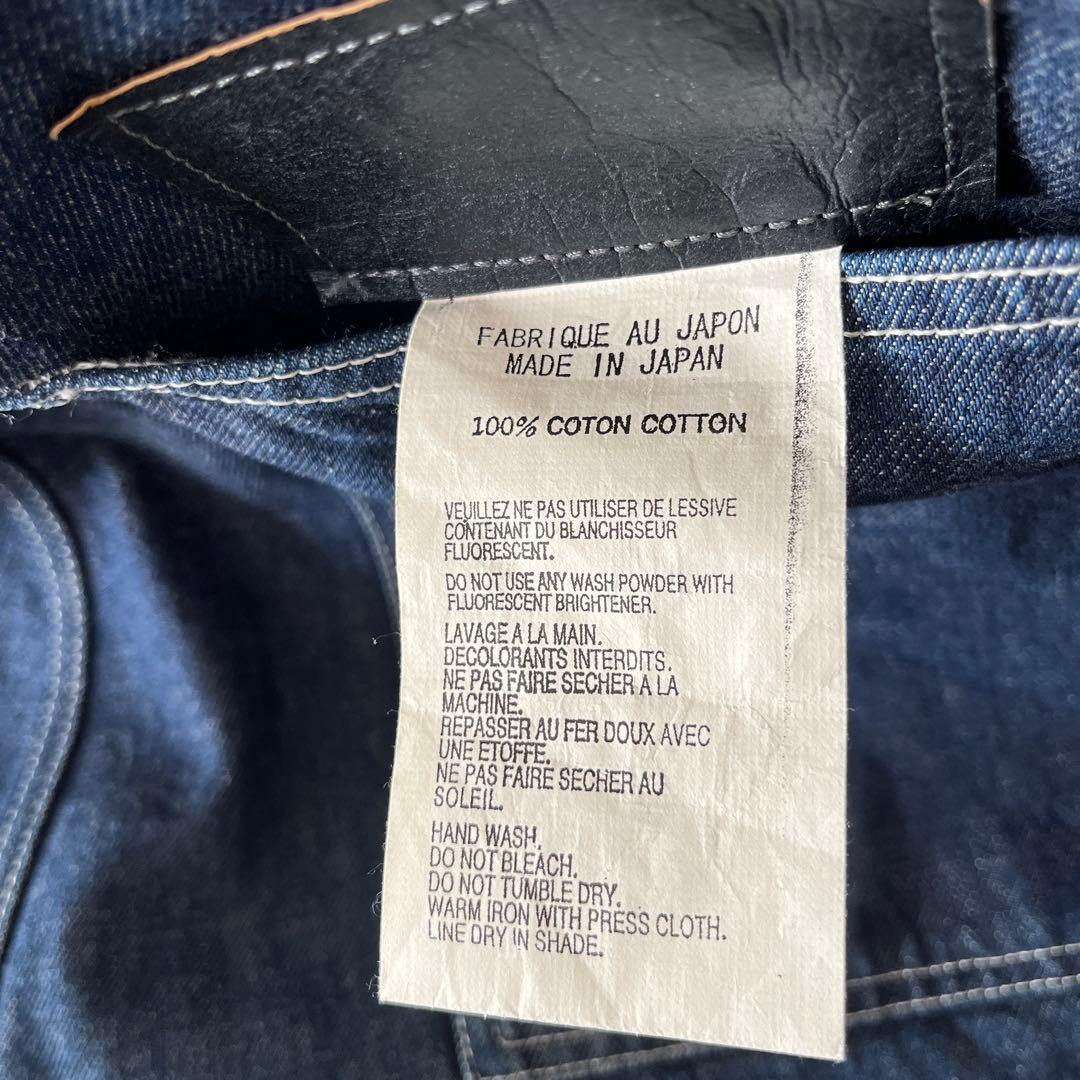 FABRIQUE AU JAPON
MADE IN JAPAN
100% COTON COTTON
VEUILLEZ NE PAS UTILISER DE LESSIVE
CONTENANT DU BLANCHISSEUR
FLUORESCENT.
DO NOT USE ANY WASH POWDER WITH
FLUORESCENT BRIGHTENER.
LAVAGE A LA MAIN.
DECOLORANTS INTERDITS.
NE PAS FAIRE SECHER A LA
MACHINE.
REPASSER AU FER DOUX AVEC
UNE ETOFFE.
NE PAS FAIRE SECHER AU
SOLEIL.
HAND WASH.
DO NOT BLEACH.
DO NOT TUMBLE DRY.
WARM IRON WITH PRESS CLOTH.
LINE DRY IN SHADE.